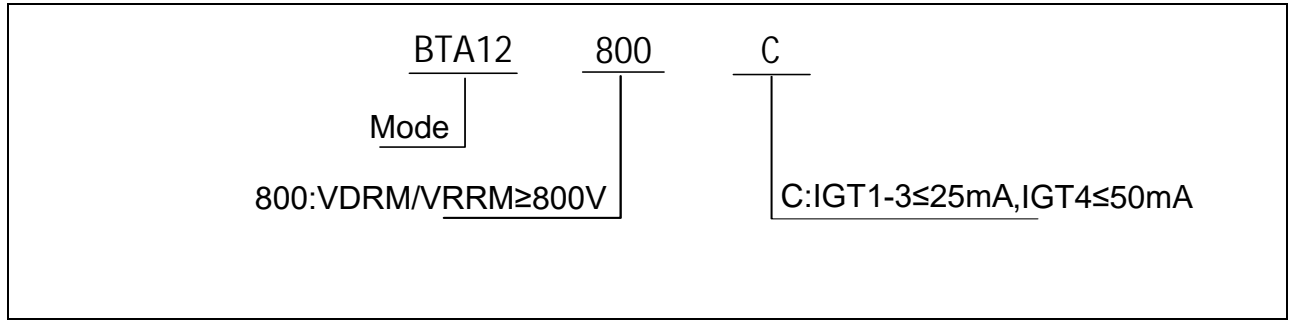 BTA12 800 C
Mode
800:VDRM/VRRM≥800V C:IGT1-3≤25mA,IGT4≤50mA